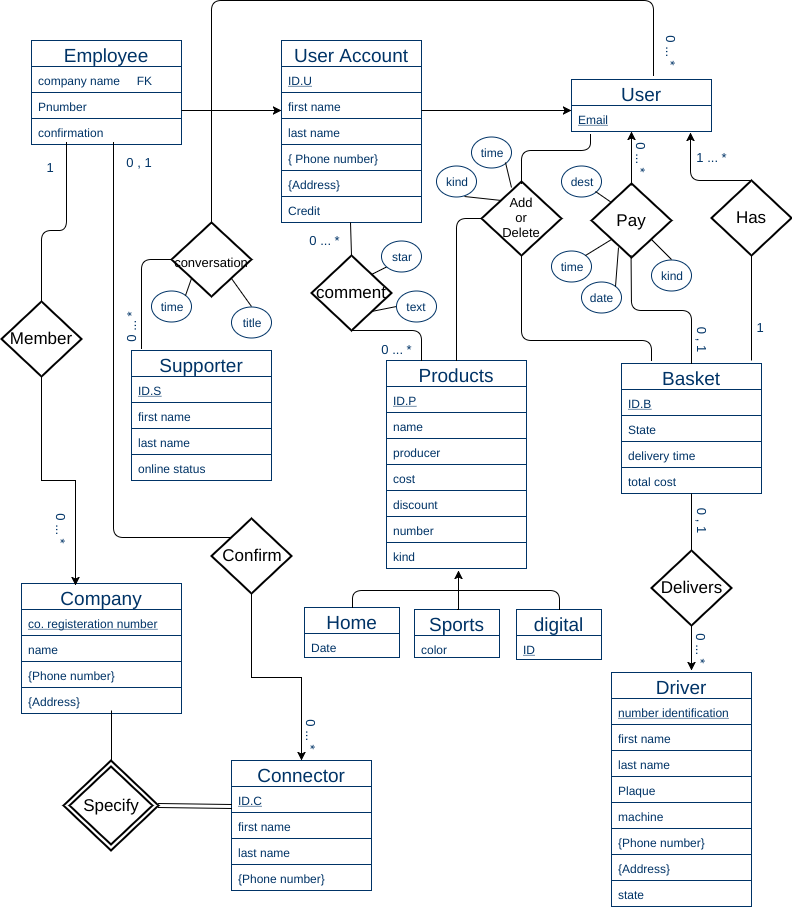 Employee
company name FK
Pnumber
confirmation
User Account
ID.U
first name
last name
{ Phone number}
{Address}
Credit
User
Email
0 ... *
1
0 , 1
time
kind
Add
or
Delete
0 ... *
dest
Pay
time
date
kind
1 ... *
Has
1
0 , 1
conversation
time
title
0 ... *
0 ... *
comment
star
text
0 ... *
Member
Supporter
ID.S
first name
last name
online status
Products
ID.P
name
producer
cost
discount
number
kind
Basket
ID.B
State
delivery time
total cost
0 ... *
Confirm
0 , 1
Delivers
0 ... *
Company
co. registeration number
name
{Phone number}
{Address}
Home
Date
Sports
color
digital
ID
Driver
number identification
first name
last name
Plaque
machine
{Phone number}
{Address}
state
0 ... *
Specify
Connector
ID.C
first name
last name
{Phone number}